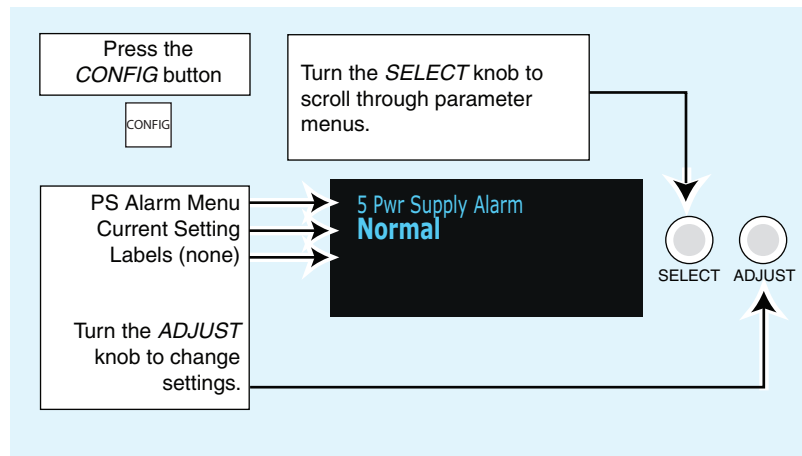 Press the
CONFIG button
CONFIG
Turn the SELECT knob to
scroll through parameter
menus.
PS Alarm Menu
Current Setting
Labels (none)
Turn the ADJUST
knob to change
settings.
5 Pwr Supply Alarm
Normal
SELECT
ADJUST